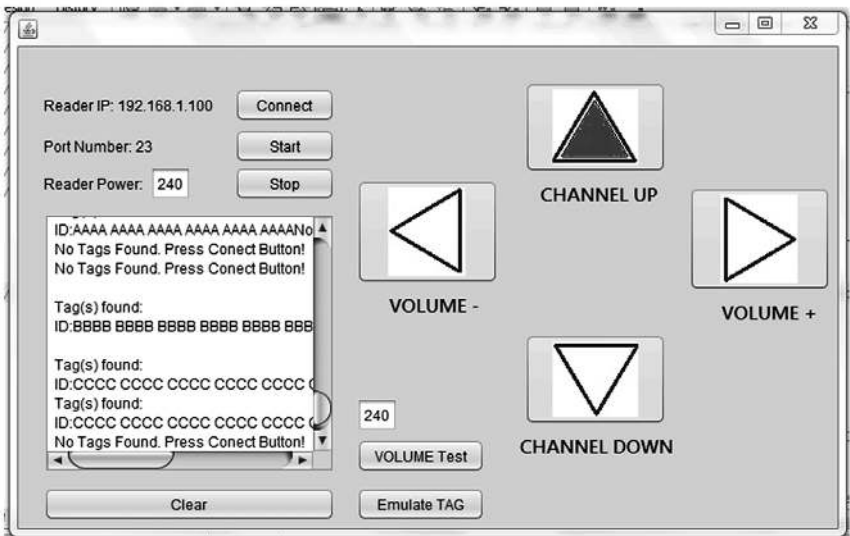 Reader IP: 192.168.1.100
Connect
Port Number: 23
Start
Reader Power: 240
Stop
ID:AAAA AAAA AAAA AAAA AAAA AAAANo
No Tags Found. Press Conect Button!
No Tags Found. Press Conect Button!
Tag(s) found:
ID:BBBB BBBB BBBB BBBB BBBB BBB
Tag(s) found:
ID:CCCC CCCC CCCC CCCC CCCC
Tag(s) found:
ID:CCCC CCCC CCCC CCCC CCCC
No Tags Found. Press Conect Button!
Clear
CHANNEL UP
VOLUME -
VOLUME +
CHANNEL DOWN
240
VOLUME Test
Emulate TAG